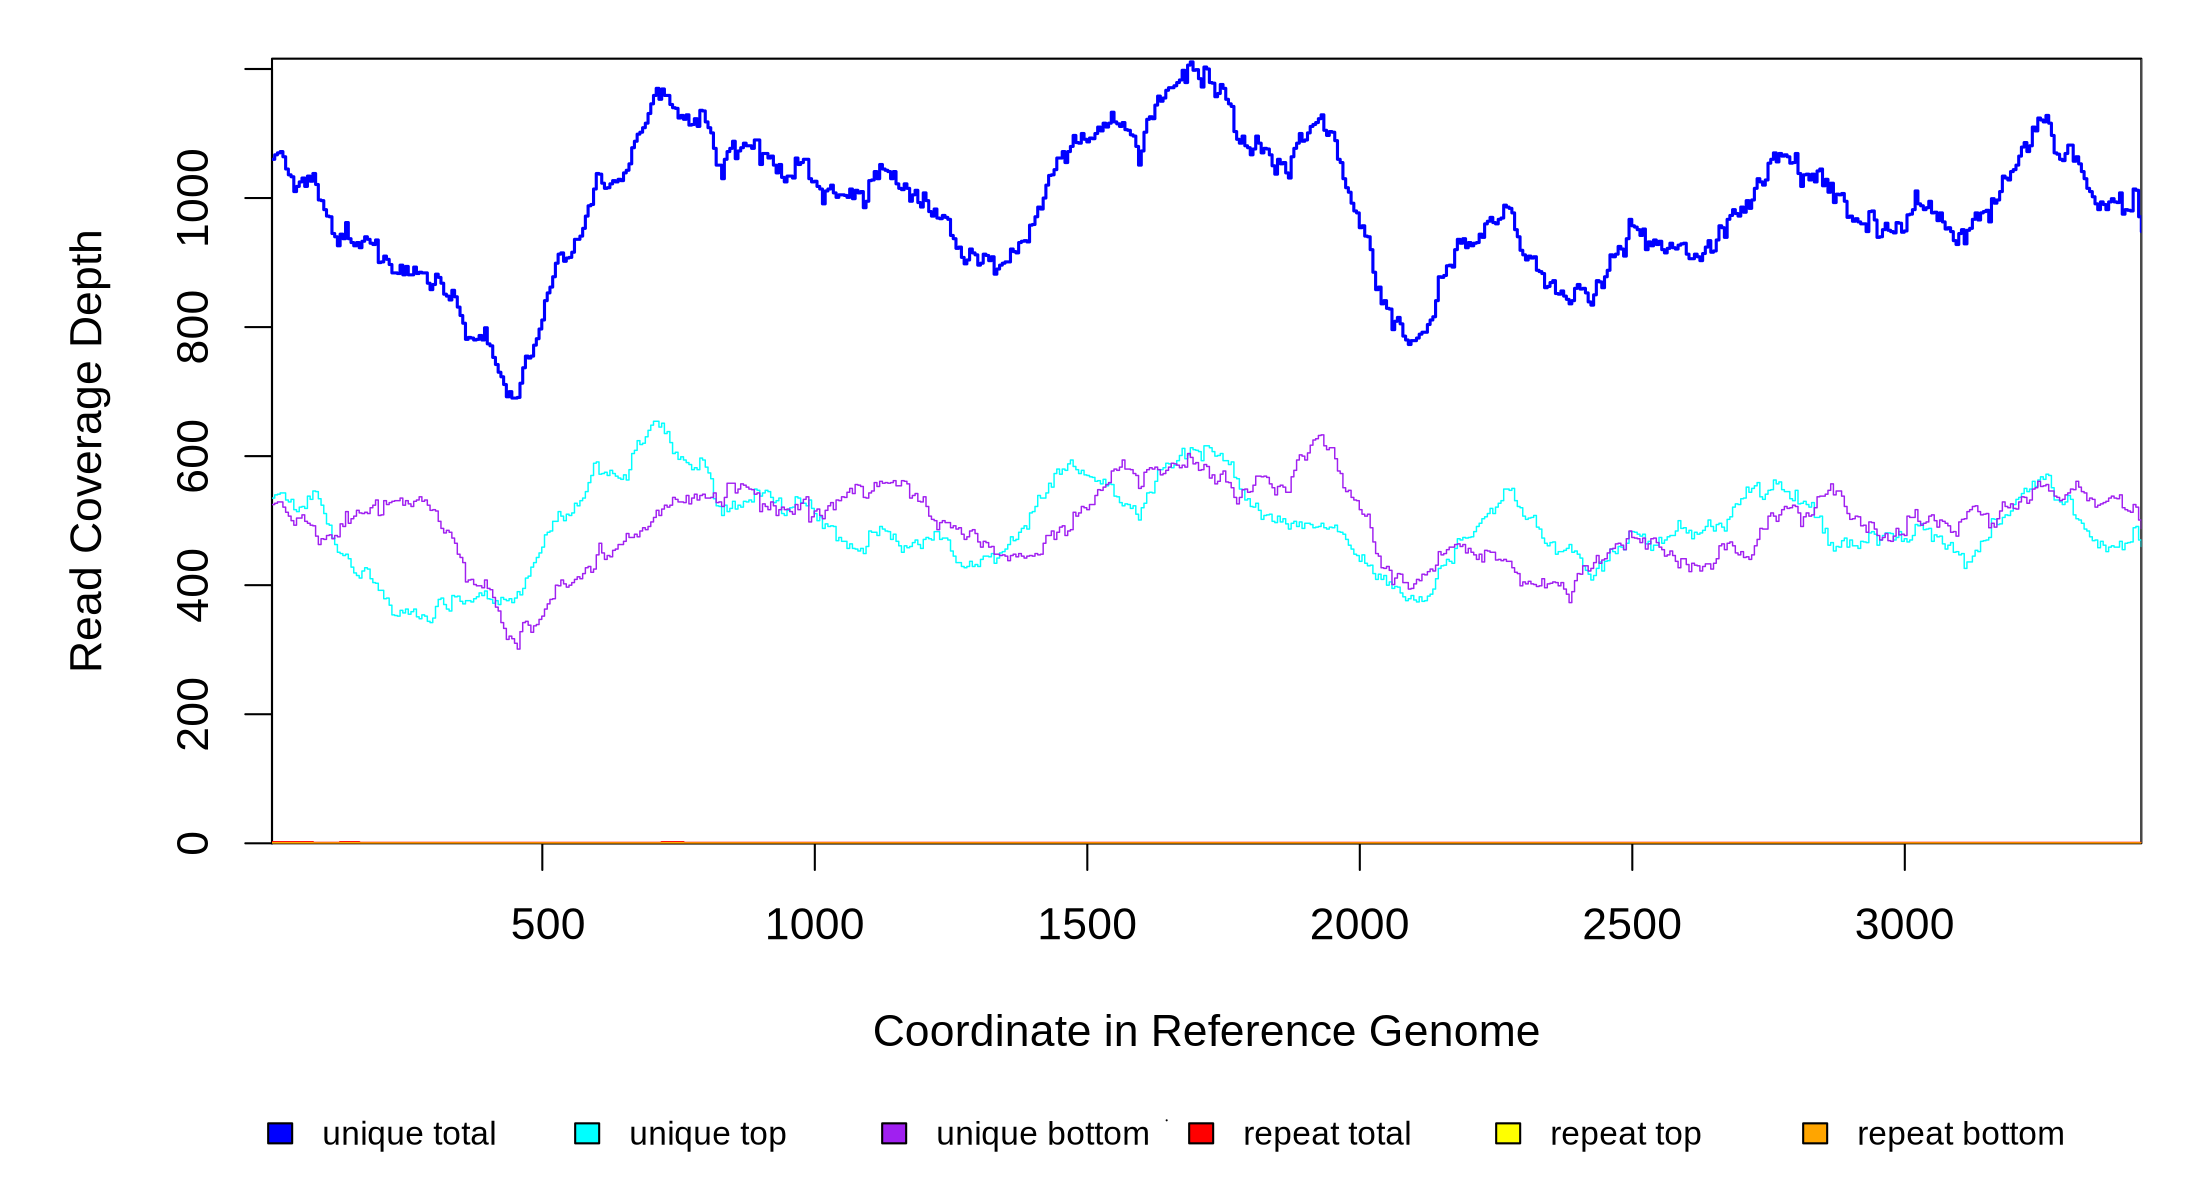 Read Coverage Depth
1000
800
600
400
200
0
500 1000 1500 2000 2500 3000
Coordinate in Reference Genome
unique total unique top unique bottom repeat total repeat top repeat bottom